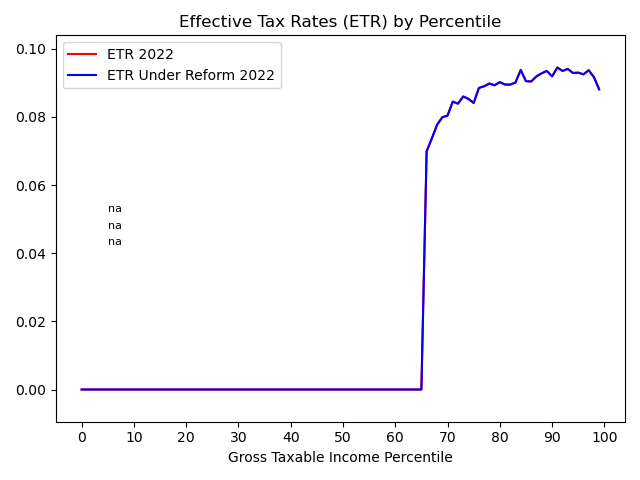 Effective Tax Rates (ETR) by Percentile
ETR 2022
ETR Under Reform 2022
0.10
0.08
0.06
0.04
0.02
0.00
na
na
na
0 10 20 30 40 50 60 70 80 90 100
Gross Taxable Income Percentile